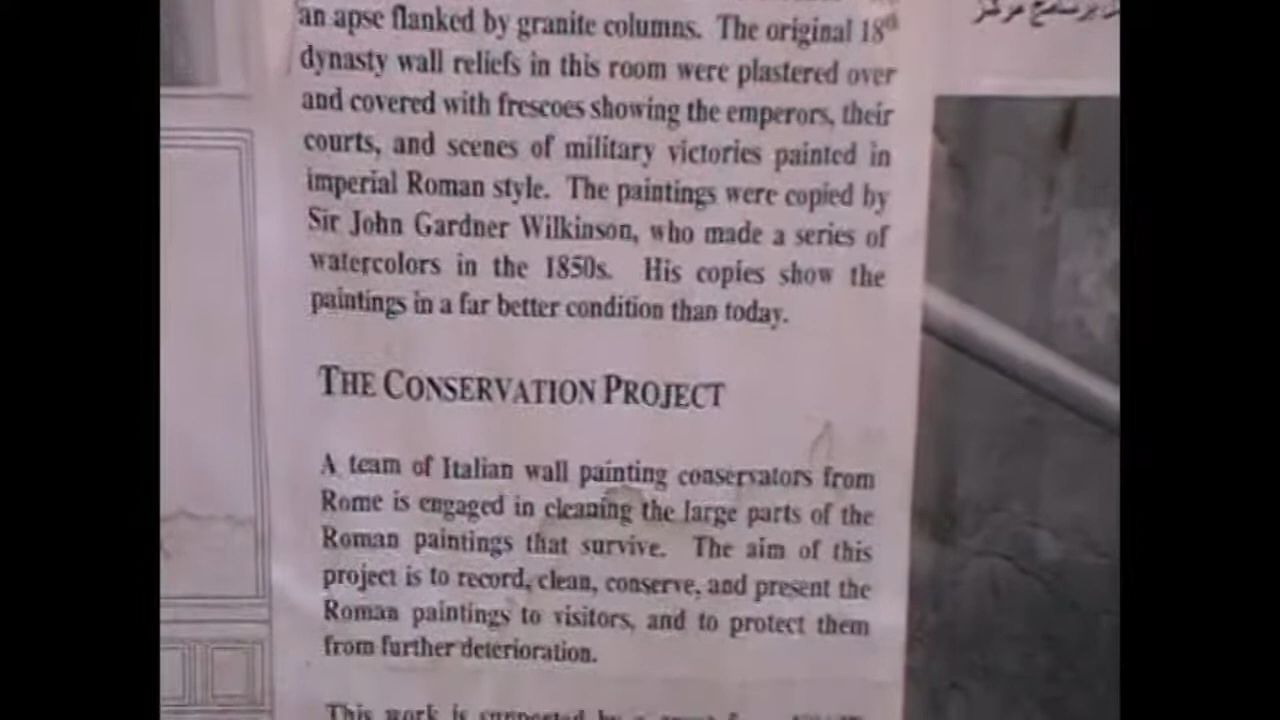 an apse flanked by granite columns. The original 18th
dynasty wall reliefs in this room were plastered over
and covered with frescoes showing the emperors, their
courts, and scenes of military victories painted in
imperial Roman style. The paintings were copied by
Sir John Gardner Wilkinson, who made a series of
watercolors in the 1850s. His copies show the
paintings in a far better condition than today.
THE CONSERVATION PROJECT
A team of Italian wall painting conservators from
Rome is engaged in cleaning the large parts of the
Roman paintings that survive. The aim of this
project is to record, clean, conserve, and present the
Roman paintings to visitors, and to protect them
from further deterioration.
This work is supported by a